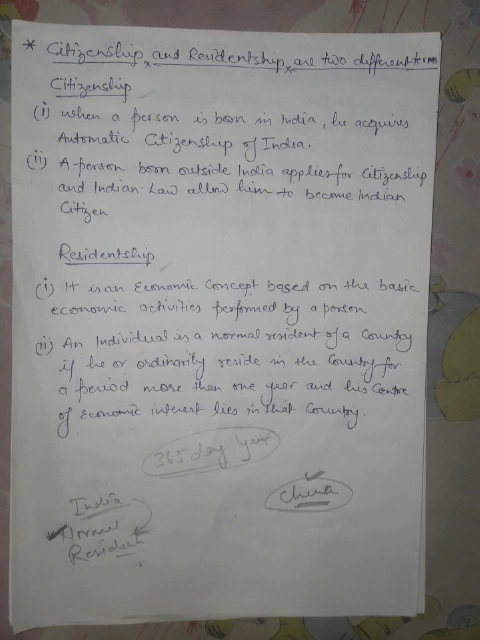 * Citizenship and Residentship are two different terms
Citizenship
(i) when a person is born in India, he acquires
Automatic Citizenship of India.
(ii) A person born outside India applies for Citizenship
and Indian Law allow him to become Indian
Citizen
Residentship
(i) It is an Economic Concept based on the basic
economic activities performed by a person
(ii) An Individual is a normal resident of a Country
if he or ordinarily reside in the Country for
a period more than one year and his Centre
of Economic interest lies in that Country.
365 day 1year
India
China
Normal
Resident